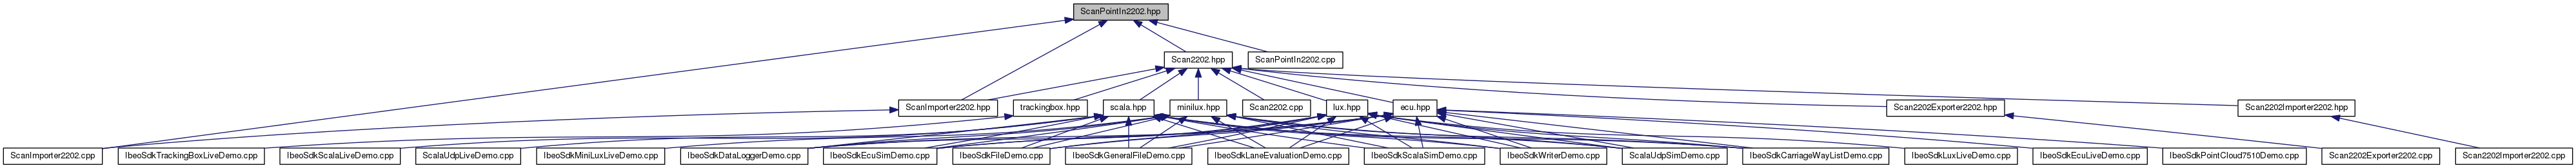 ScanPointIn2202.hpp
Scan2202.hpp
ScanPointIn2202.cpp
ScanImporter2202.hpp
trackingbox.hpp
scala.hpp
minilux.hpp
Scan2202.cpp
lux.hpp
ecu.hpp
Scan2202Exporter2202.hpp
Scan2202Importer2202.hpp
ScanImporter2202.cpp
IbeoSdkTrackingBoxLiveDemo.cpp
IbeoSdkScalaLiveDemo.cpp
ScalaUdpLiveDemo.cpp
IbeoSdkMiniLuxLiveDemo.cpp
IbeoSdkDataLoggerDemo.cpp
IbeoSdkEcuSimDemo.cpp
IbeoSdkFileDemo.cpp
IbeoSdkGeneralFileDemo.cpp
IbeoSdkLaneEvaluationDemo.cpp
IbeoSdkScalaSimDemo.cpp
IbeoSdkWriterDemo.cpp
ScalaUdpSimDemo.cpp
IbeoSdkCarriageWayListDemo.cpp
IbeoSdkLuxLiveDemo.cpp
IbeoSdkEcuLiveDemo.cpp
IbeoSdkPointCloud7510Demo.cpp
Scan2202Exporter2202.cpp
Scan2202Importer2202.cpp